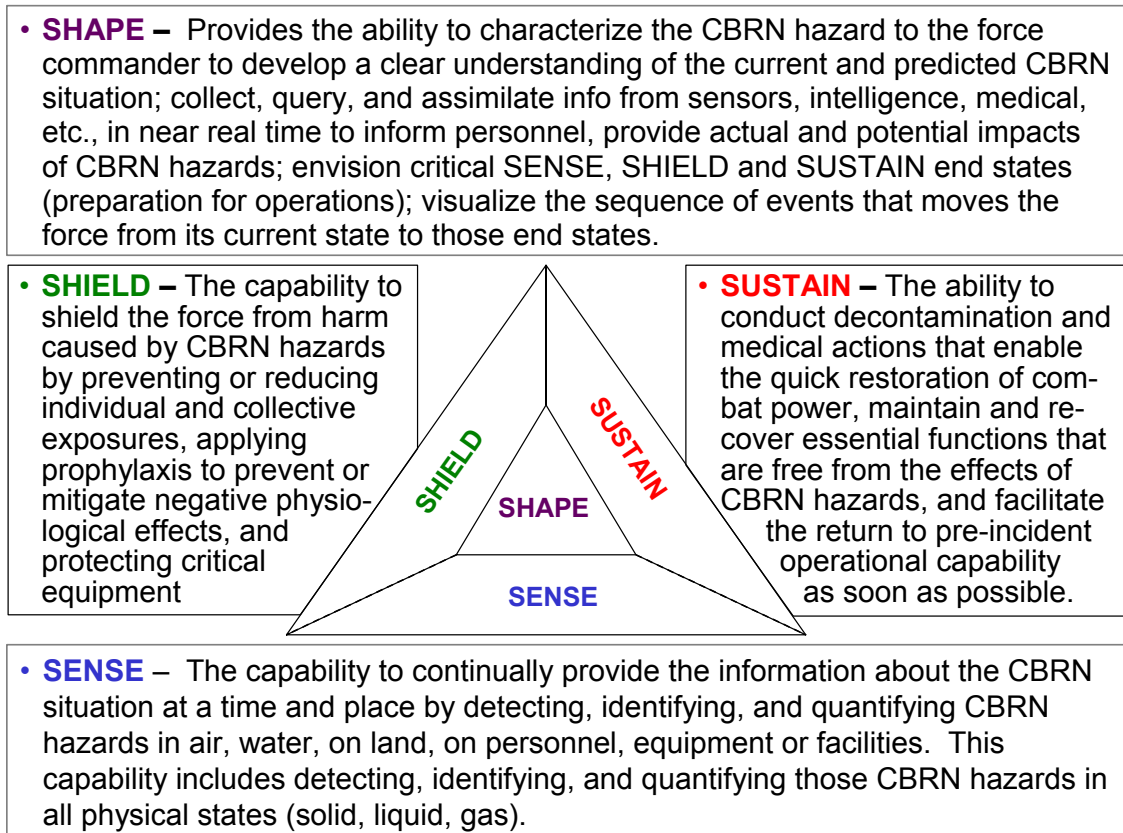 • SHAPE – Provides the ability to characterize the CBRN hazard to the force
commander to develop a clear understanding of the current and predicted CBRN
situation; collect, query, and assimilate info from sensors, intelligence, medical,
etc., in near real time to inform personnel, provide actual and potential impacts
of CBRN hazards; envision critical SENSE, SHIELD and SUSTAIN end states
(preparation for operations); visualize the sequence of events that moves the
force from its current state to those end states.
• SHIELD – The capability to
shield the force from harm
caused by CBRN hazards
by preventing or reducing
individual and collective
exposures, applying
prophylaxis to prevent or
mitigate negative physio-
logical effects, and
protecting critical
equipment
SHIELD
SUSTAIN
SHAPE
SENSE
• SUSTAIN – The ability to
conduct decontamination and
medical actions that enable
the quick restoration of com-
bat power, maintain and re-
cover essential functions that
are free from the effects of
CBRN hazards, and facilitate
the return to pre-incident
operational capability
as soon as possible.
• SENSE – The capability to continually provide the information about the CBRN
situation at a time and place by detecting, identifying, and quantifying CBRN
hazards in air, water, on land, on personnel, equipment or facilities. This
capability includes detecting, identifying, and quantifying those CBRN hazards in
all physical states (solid, liquid, gas).